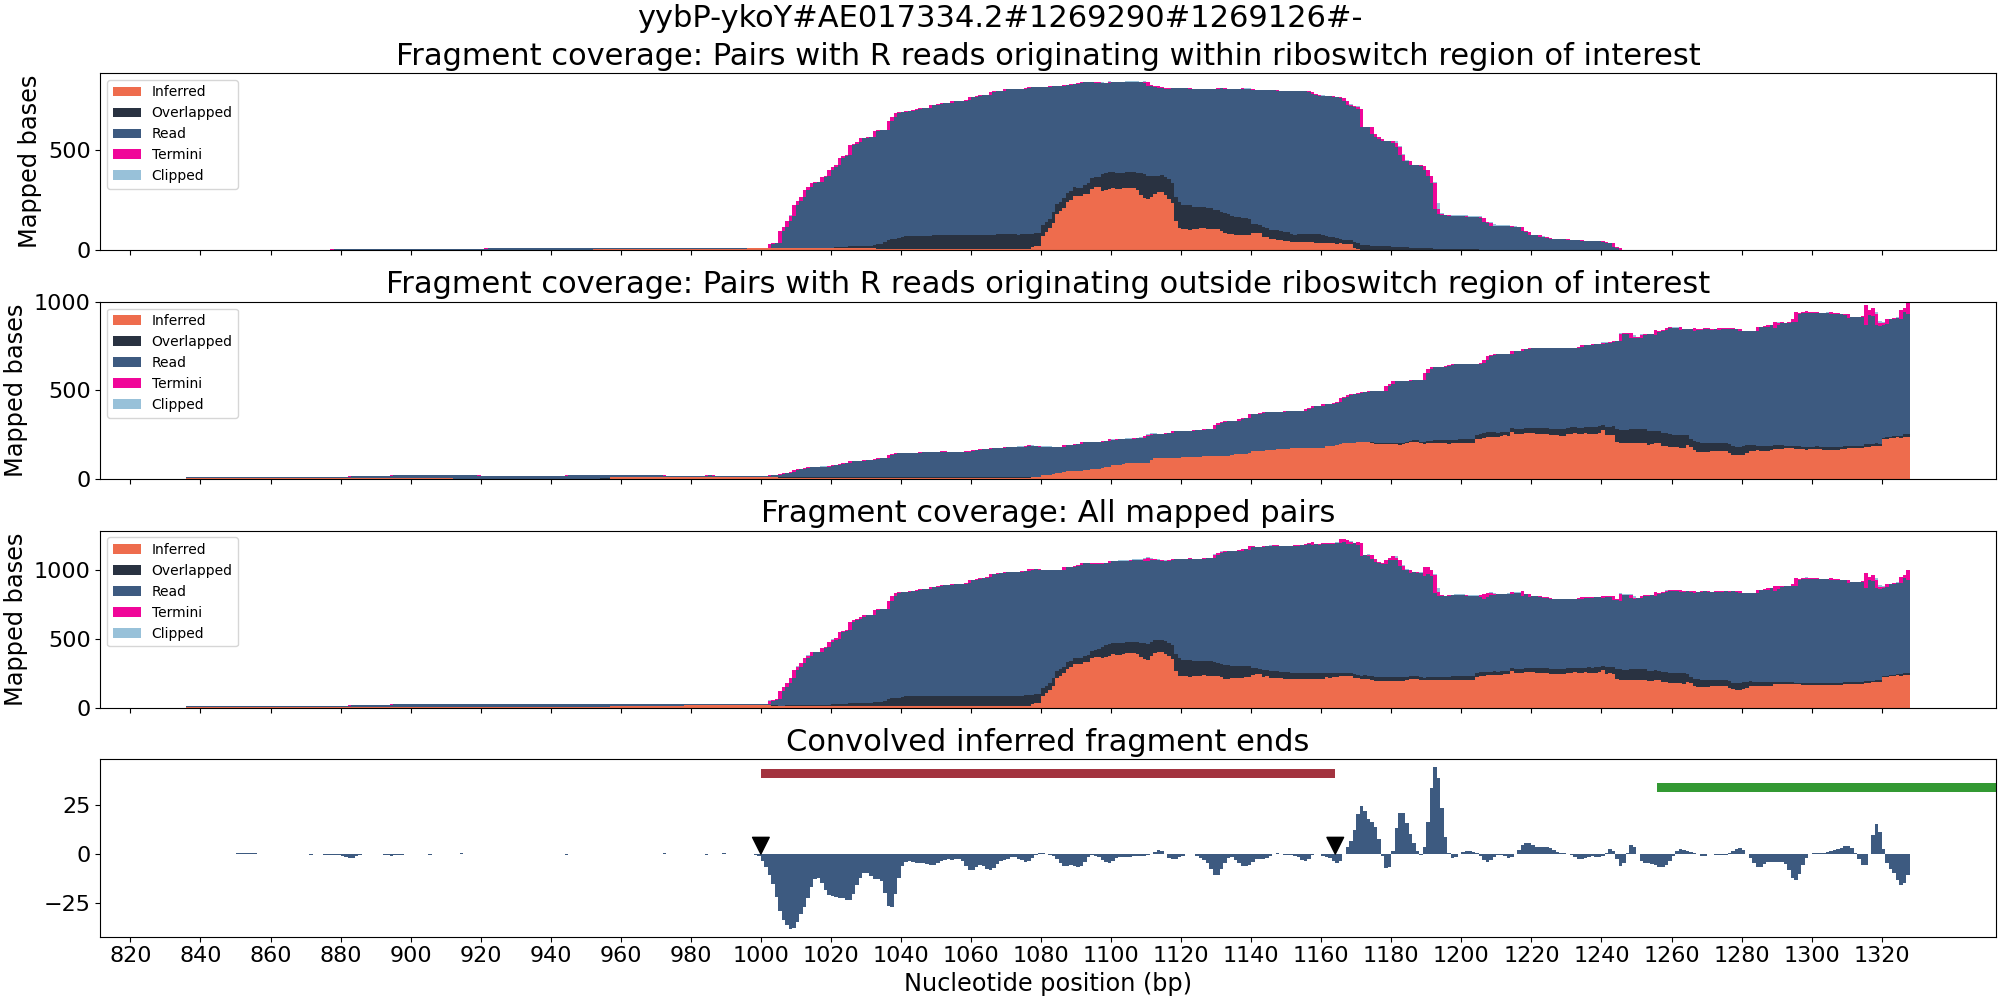 yybP-ykoY#AE017334.2#1269290#1269126#-
Fragment coverage: Pairs with R reads originating within riboswitch region of interest
Mapped bases
500
0
Inferred
Overlapped
Read
Termini
Clipped
Fragment coverage: Pairs with R reads originating outside riboswitch region of interest
Mapped bases
1000
500
0
Inferred
Overlapped
Read
Termini
Clipped
Fragment coverage: All mapped pairs
Mapped bases
1000
500
0
Inferred
Overlapped
Read
Termini
Clipped
Convolved inferred fragment ends
25
0
−25
820 840 860 880 900 920 940 960 980 1000 1020 1040 1060 1080 1100 1120 1140 1160 1180 1200 1220 1240 1260 1280 1300 1320
Nucleotide position (bp)